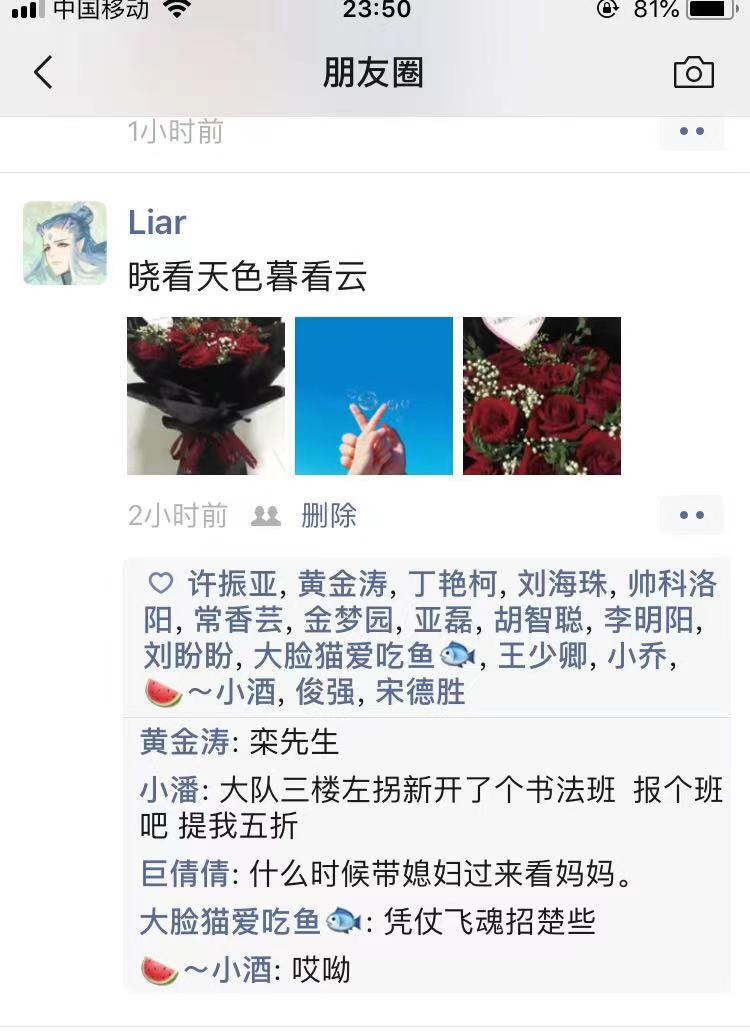 中国移动 23:50 81%
朋友圈
1小时前
Liar
晓看天色暮看云
2小时前 删除
许振亚, 黄金涛, 丁艳柯, 刘海珠, 帅科洛
阳, 常香芸, 金梦园, 亚磊, 胡智聪, 李明阳,
刘盼盼, 大脸猫爱吃鱼🐟, 王少卿, 小乔,
🍉～小酒, 俊强, 宋德胜
黄金涛: 栾先生
小潘: 大队三楼左拐新开了个书法班 报个班
吧 提我五折
巨倩倩: 什么时候带媳妇过来看妈妈。
大脸猫爱吃鱼🐟: 凭仗飞魂招楚些
🍉～小酒: 哎呦